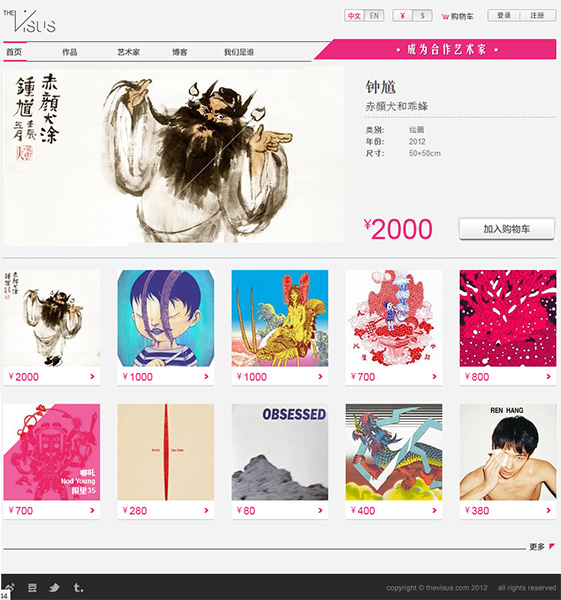 THE
VISUS
中文 EN
¥ $
购物车
登录 注册
首页 作品 艺术家 博客 我们是谁
• 成为合作艺术家 •
赤顏犬涂
鍾馗
钟馗
赤颜犬和乖蜂
类别: 绘画
年份: 2012
尺寸: 50×50cm
¥2000
加入购物车
¥ 2000
¥ 1000
¥ 1000
¥ 700
¥ 800
哪吒
Nod Young
限量35
OBSESSED
REN HANG
¥ 700
¥ 280
¥ 80
¥ 400
¥ 380
更多
豆
t.
copyright © thevisus.com 2012 all rights reserved